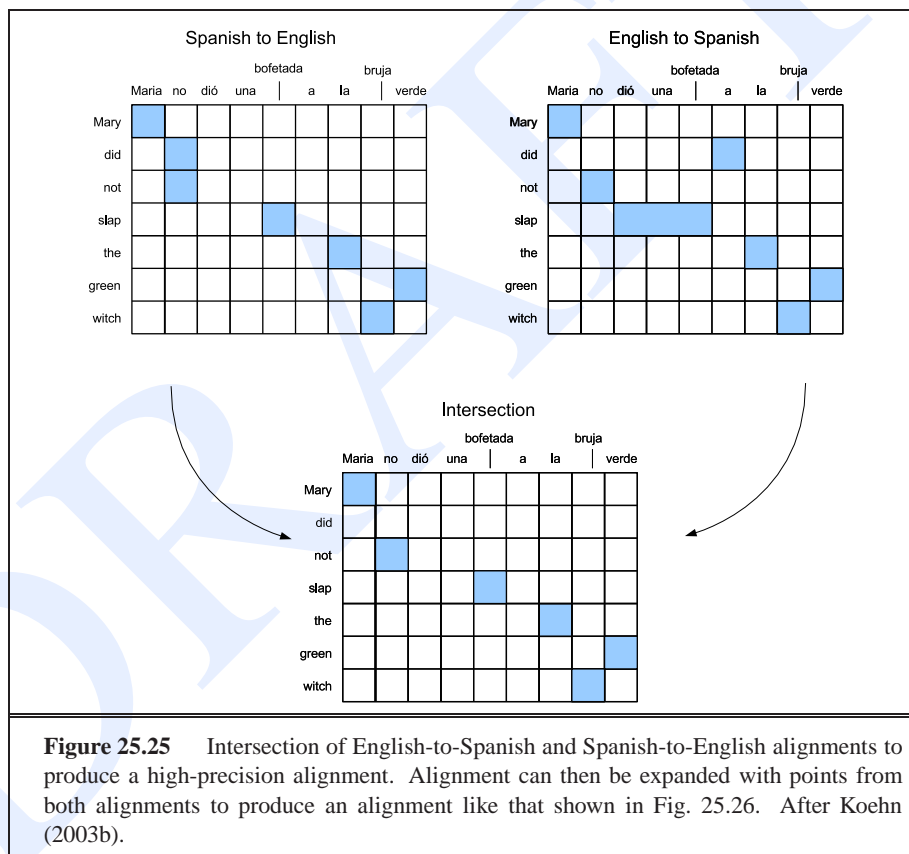 Spanish to English
bofetada bruja
Maria no dió una a la verde
Mary
did
not
slap
the
green
witch
English to Spanish
bofetada bruja
Maria no dió una a la verde
Mary
did
not
slap
the
green
witch
Intersection
bofetada bruja
Maria no dió una a la verde
Mary
did
not
slap
the
green
witch
Figure 25.25 Intersection of English-to-Spanish and Spanish-to-English alignments to
produce a high-precision alignment. Alignment can then be expanded with points from
both alignments to produce an alignment like that shown in Fig. 25.26. After Koehn
(2003b).
DRAFT